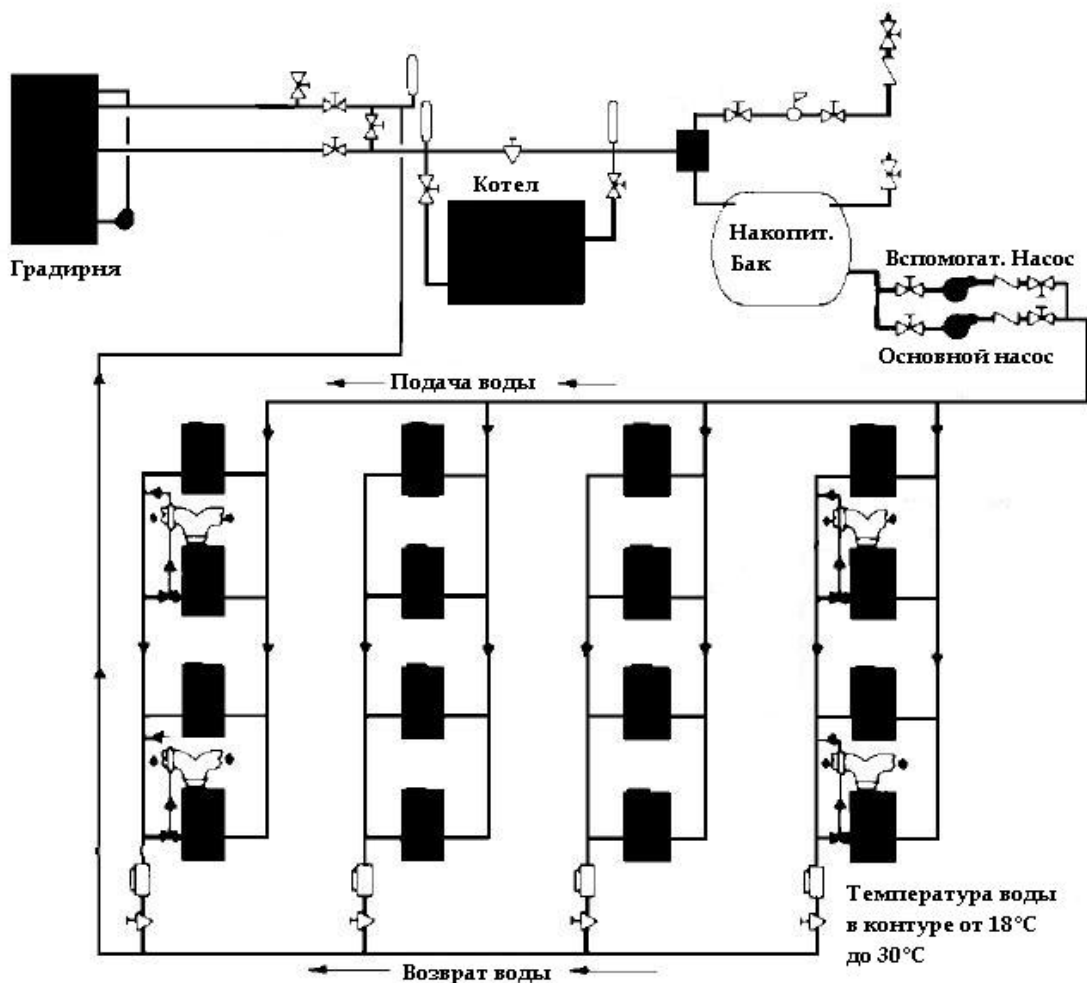 Котел
Накопит.
Бак
Градирня
Вспомогат. Насос
Основной насос
Подача воды
Температура воды
в контуре от 18°C
до 30°C
Возврат воды